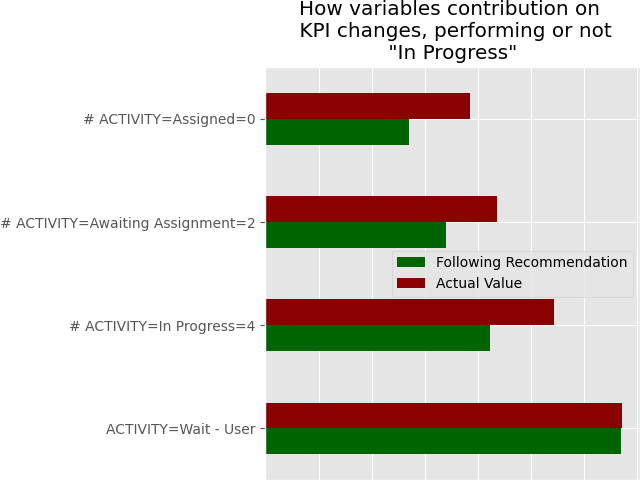 How variables contribution on
KPI changes, performing or not
"In Progress"
# ACTIVITY=Assigned=0
# ACTIVITY=Awaiting Assignment=2
Following Recommendation
Actual Value
# ACTIVITY=In Progress=4
ACTIVITY=Wait - User